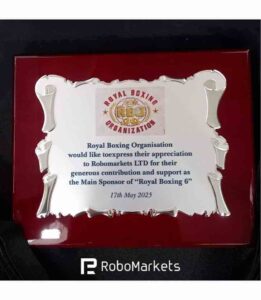 ROYAL BOXING
ORGANIZATION
Royal Boxing Organisation
would like toexpress their appreciation
to Robomarkets LTD for their
generous contribution and support as
the Main Sponsor of "Royal Boxing 6"
17th May 2025
ROBOMARKETS